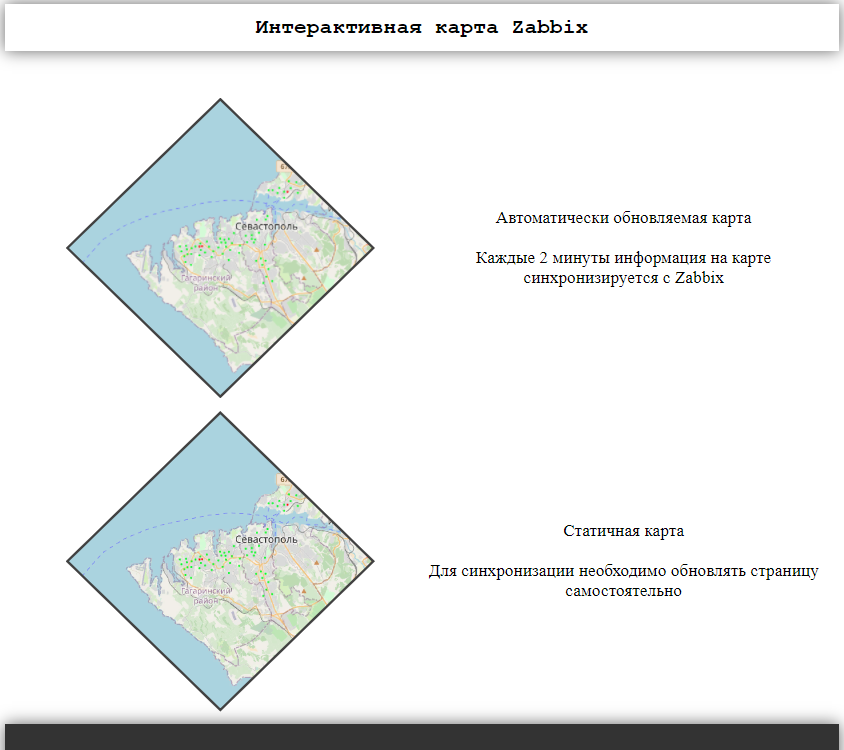 Интерактивная карта Zabbix
Севастополь
Гагаринский
район
Автоматически обновляемая карта
Каждые 2 минуты информация на карте
синхронизируется с Zabbix
Севастополь
Гагаринский
район
Статичная карта
Для синхронизации необходимо обновлять страницу
самостоятельно